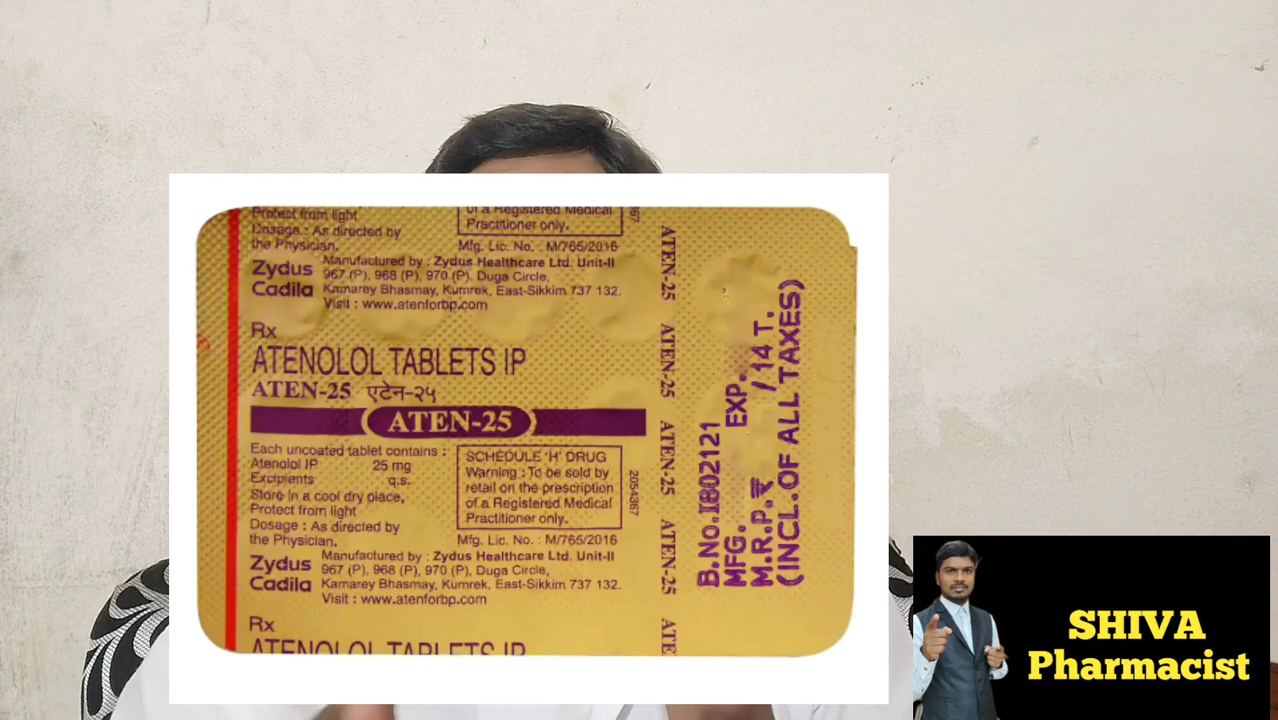 Protect from light
Dosage : As directed by
the Physician.
of a Registered Medical
Practitioner only.
Mfg. Lic. No. : M/765/2016
Zydus
Cadila
Manufactured by : Zydus Healthcare Ltd. Unit-II
967 (P), 968 (P), 970 (P), Duga Circle,
Kamarey Bhasmay, Kumrek, East-Sikkim 737 132.
Visit : www.atenforbp.com
Rx
ATENOLOL TABLETS IP
ATEN-25 एटेन-२५
ATEN-25
Each uncoated tablet contains :
Atenolol IP 25 mg
Excipients q.s.
Store in a cool dry place,
Protect from light
Dosage : As directed by
the Physician.
SCHEDULE 'H' DRUG
Warning : To be sold by
retail on the prescription
of a Registered Medical
Practitioner only.
Mfg. Lic. No. : M/765/2016
2054367
Zydus
Cadila
Manufactured by : Zydus Healthcare Ltd. Unit-II
967 (P), 968 (P), 970 (P), Duga Circle,
Kamarey Bhasmay, Kumrek, East-Sikkim 737 132.
Visit : www.atenforbp.com
Rx
ATENOLOL TABLETS IP
ATEN-25 ATEN-25 ATEN-25 ATEN-25
B.No.I802121
MFG. EXP.
M.R.P.₹ /14 T.
(INCL.OF ALL TAXES)
SHIVA
Pharmacist